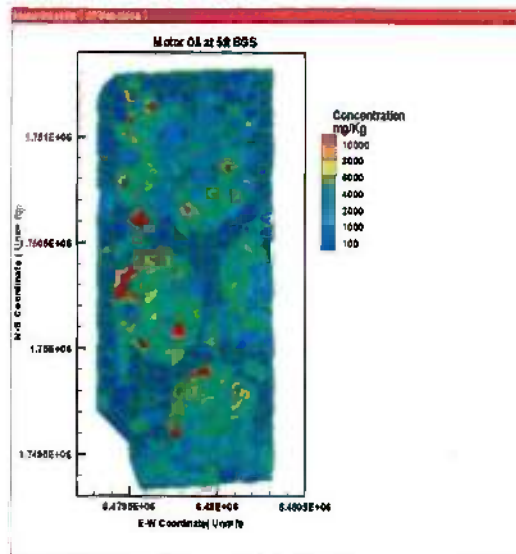 Motor Oil at 5ft BGS
Concentration
mg/Kg
10000
8000
6000
4000
2000
1000
100
1.751E+06
1.7505E+06
1.75E+06
1.7495E+06
N-S Coordinate (
6.4795E+06
6.48E+06
6.4805E+06
E-W Coordinate(